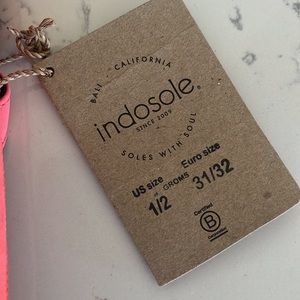 BALI - CALIFORNIA
indosole®
SINCE 2009
SOLES WITH SOUL
US size Euro size
GROMS
1/2 31/32
Certified
B
Corporation